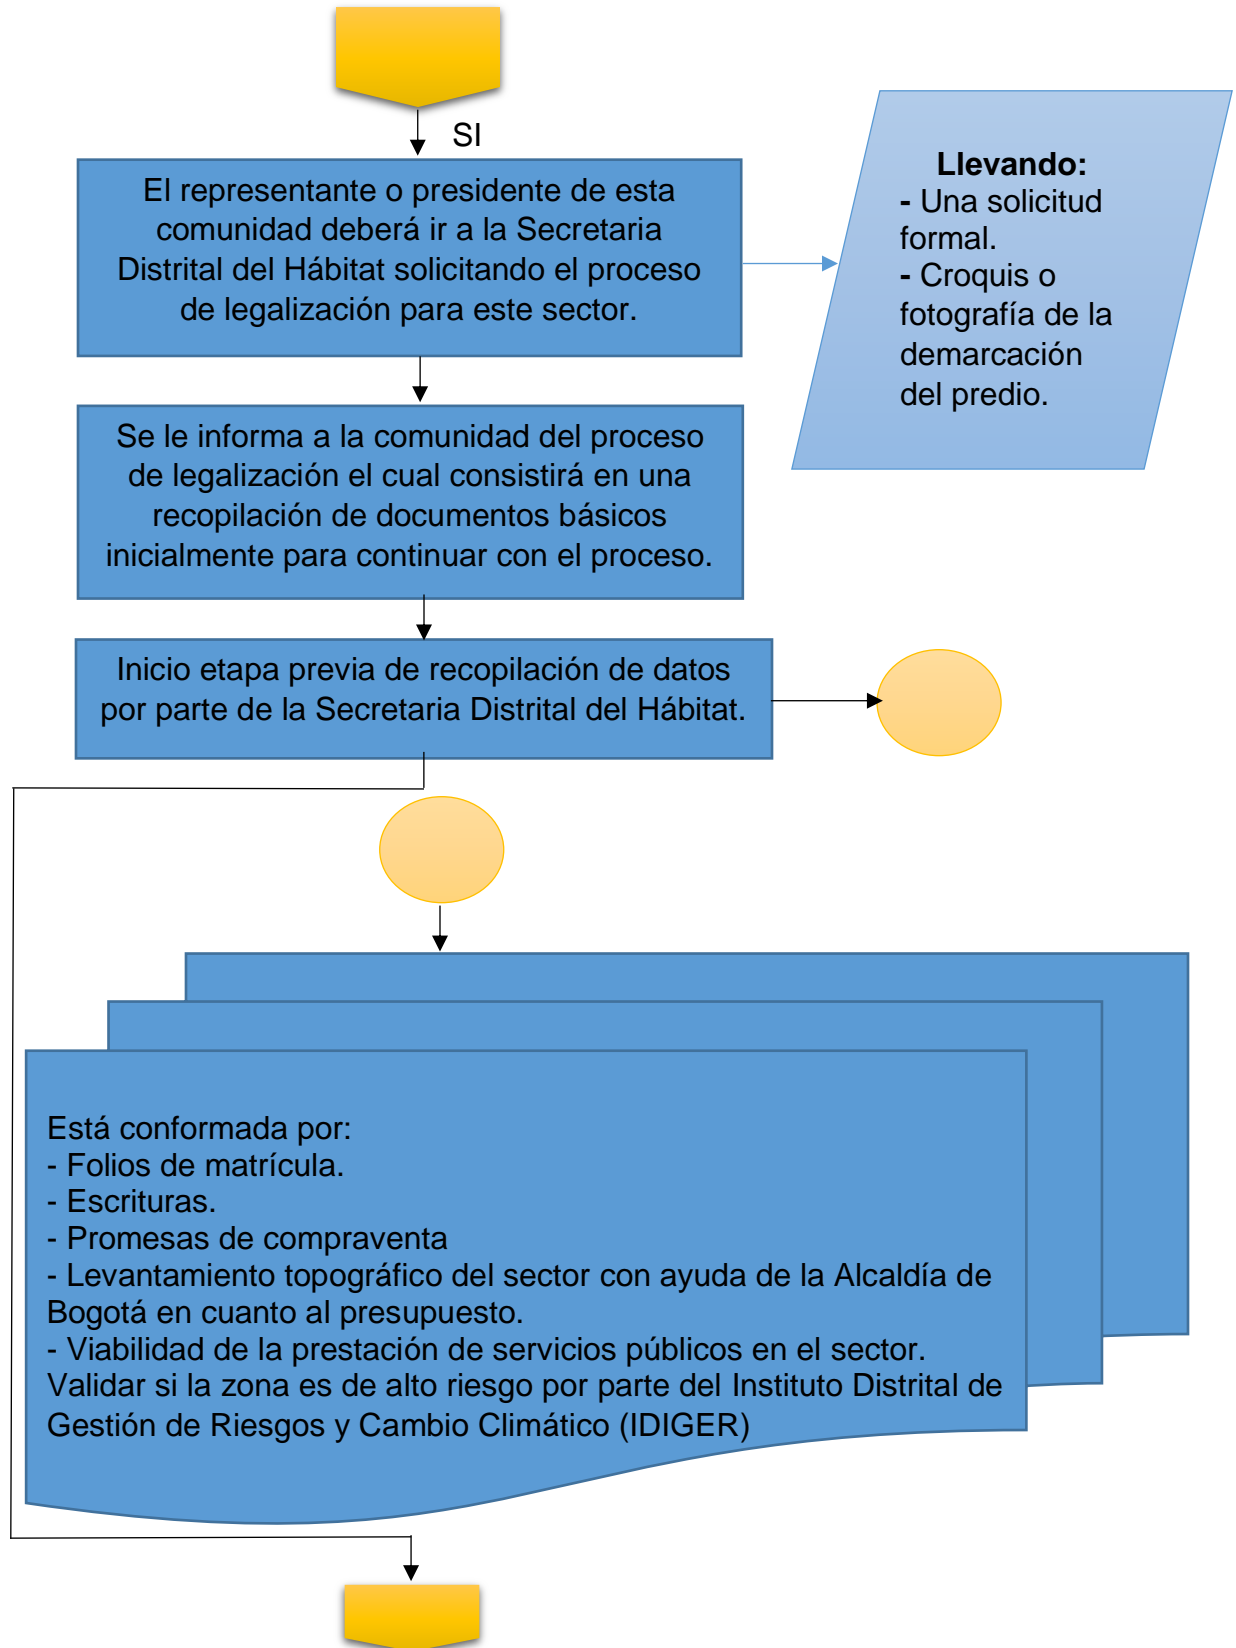 SI
El representante o presidente de esta
comunidad deberá ir a la Secretaria
Distrital del Hábitat solicitando el proceso
de legalización para este sector.
Llevando:
- Una solicitud
formal.
- Croquis o
fotografía de la
demarcación
del predio.
Se le informa a la comunidad del proceso
de legalización el cual consistirá en una
recopilación de documentos básicos
inicialmente para continuar con el proceso.
Inicio etapa previa de recopilación de datos
por parte de la Secretaria Distrital del Hábitat.
Está conformada por:
- Folios de matrícula.
- Escrituras.
- Promesas de compraventa
- Levantamiento topográfico del sector con ayuda de la Alcaldía de
Bogotá en cuanto al presupuesto.
- Viabilidad de la prestación de servicios públicos en el sector.
Validar si la zona es de alto riesgo por parte del Instituto Distrital de
Gestión de Riesgos y Cambio Climático (IDIGER)